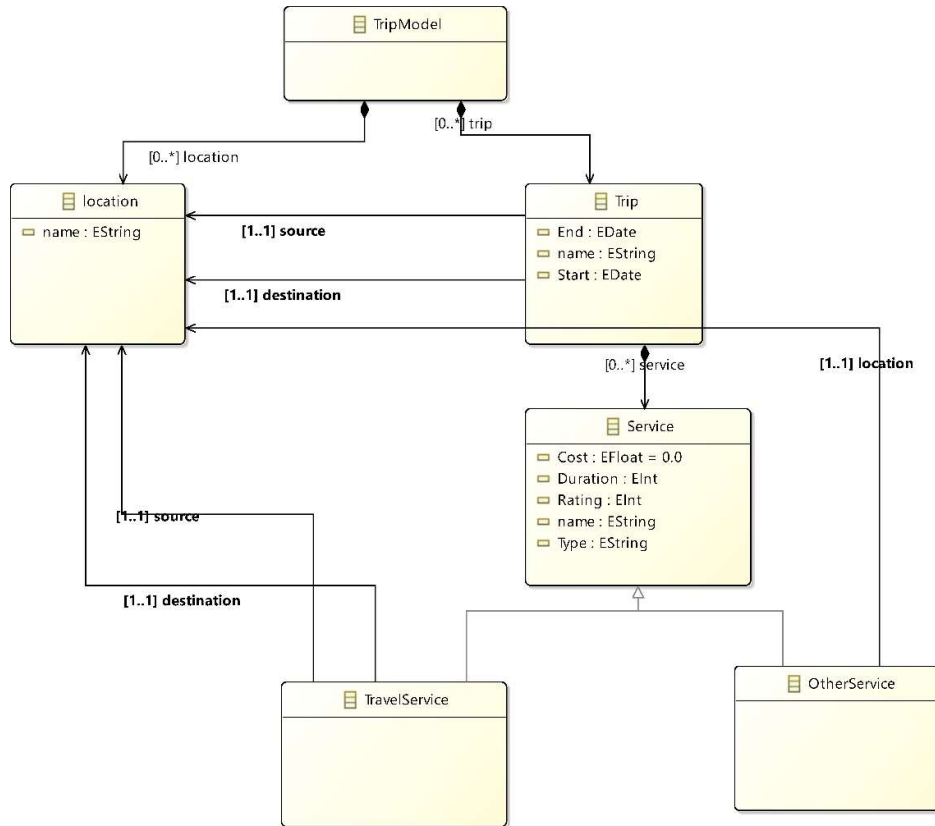 TripModel
[0..*] trip
[0..*] location
location
name : EString
Trip
End : EDate
name : EString
Start : EDate
[1..1] source
[1..1] destination
[0..*] service
[1..1] location
Service
Cost : EFloat = 0.0
Duration : EInt
Rating : EInt
name : EString
Type : EString
[1..1] source
[1..1] destination
TravelService
OtherService